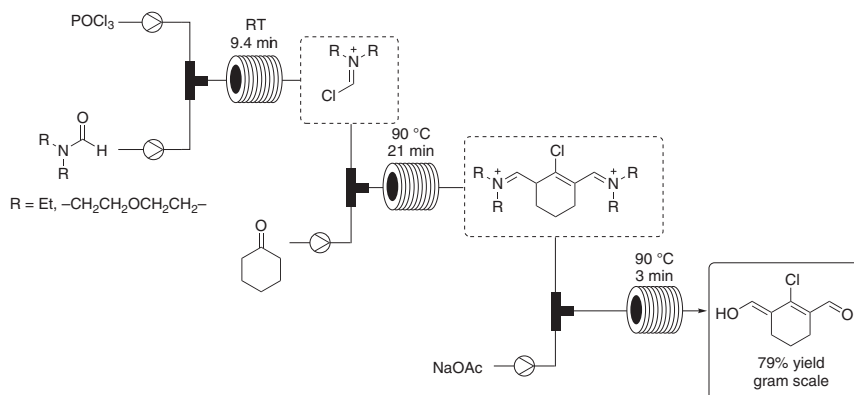 POCl₃
RT
9.4 min
R
R
+
N
Cl
O
R
N
H
R
R = Et, –CH₂CH₂OCH₂CH₂–
90 °C
21 min
O
Cl
R
+
N
R
+
N
R
R
90 °C
3 min
NaOAc
Cl
HO
O
79% yield
gram scale